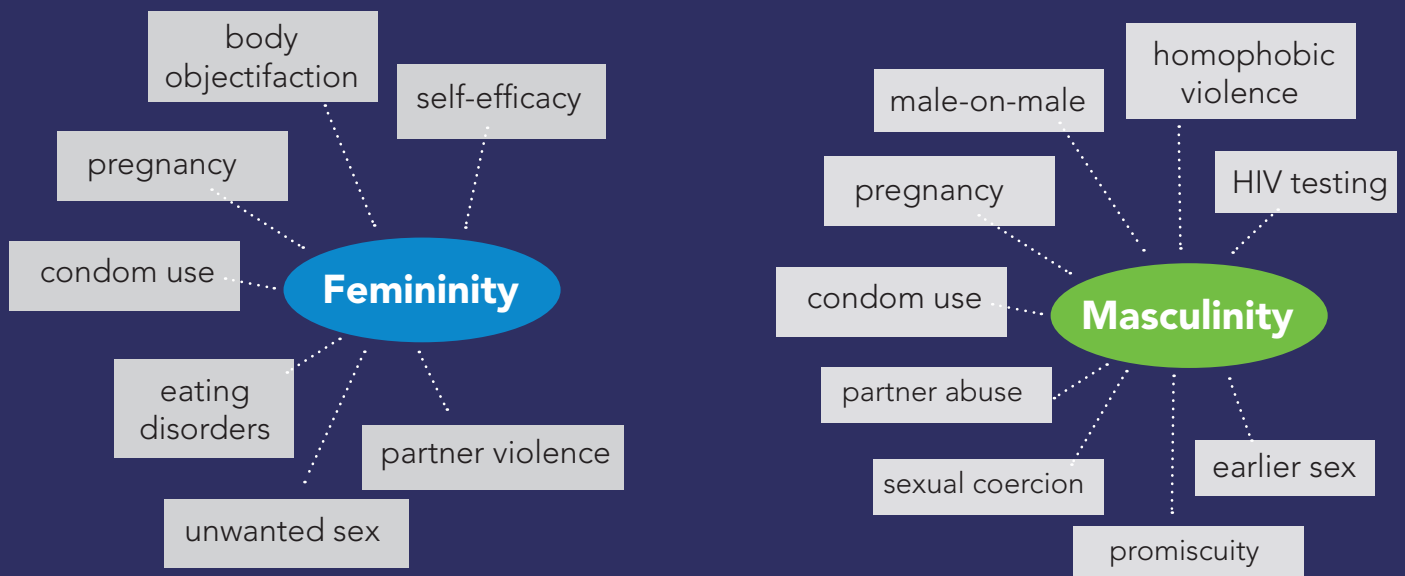 body
objectifaction
self-efficacy
pregnancy
condom use
Femininity
eating
disorders
partner violence
unwanted sex
homophobic
violence
male-on-male
HIV testing
pregnancy
condom use
Masculinity
partner abuse
earlier sex
sexual coercion
promiscuity